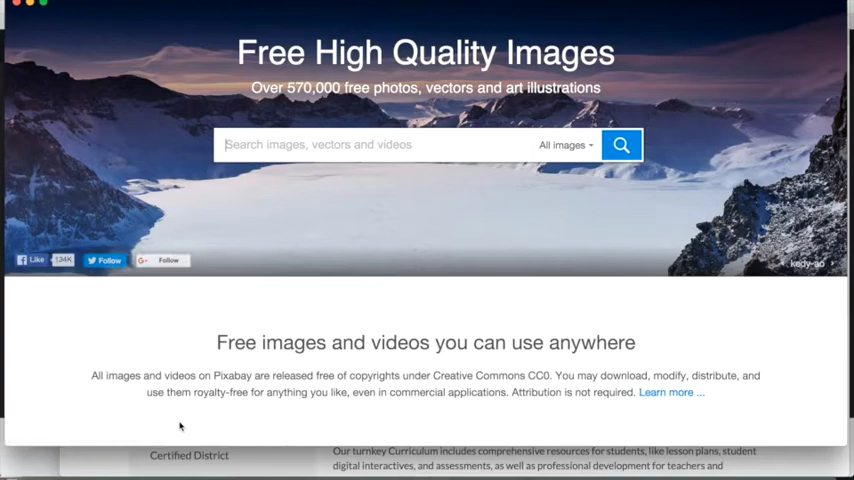 Free High Quality Images
Over 570,000 free photos, vectors and art illustrations
Search images, vectors and videos
All images
Like
134K
Follow
G+ Follow
kedy-ao
Free images and videos you can use anywhere
All images and videos on Pixabay are released free of copyrights under Creative Commons CC0. You may download, modify, distribute, and
use them royalty-free for anything you like, even in commercial applications. Attribution is not required. Learn more ...
Certified District
Our turnkey Curriculum includes comprehensive resources for students, like lesson plans, student
digital interactives, and assessments, as well as professional development for teachers and